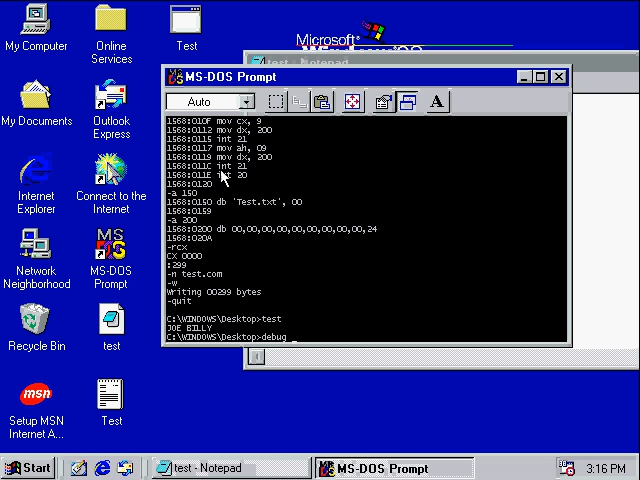 My Computer
Online
Services
Test
Microsoft
test - Notepad
MS-DOS Prompt
My Documents
Outlook
Express
Auto
A
1568:010F mov cx, 9
1568:0112 mov dx, 200
1568:0115 int 21
1568:0117 mov ah, 09
1568:0119 mov dx, 200
1568:011C int 21
1568:011E int 20
1568:0120
-a 150
1568:0150 db 'Test.txt', 00
1568:0159
-a 200
1568:0200 db 00,00,00,00,00,00,00,00,00,24
1568:020A
-rcx
CX 0000
:299
-n test.com
-w
Writing 00299 bytes
-quit
C:\WINDOWS\Desktop>test
JOE BILLY
C:\WINDOWS\Desktop>debug _
Internet
Explorer
Connect to the
Internet
Network
Neighborhood
MS-DOS
Prompt
Recycle Bin
test
msn
Setup MSN
Internet A...
Test
Start
test - Notepad
MS-DOS Prompt
3:16 PM